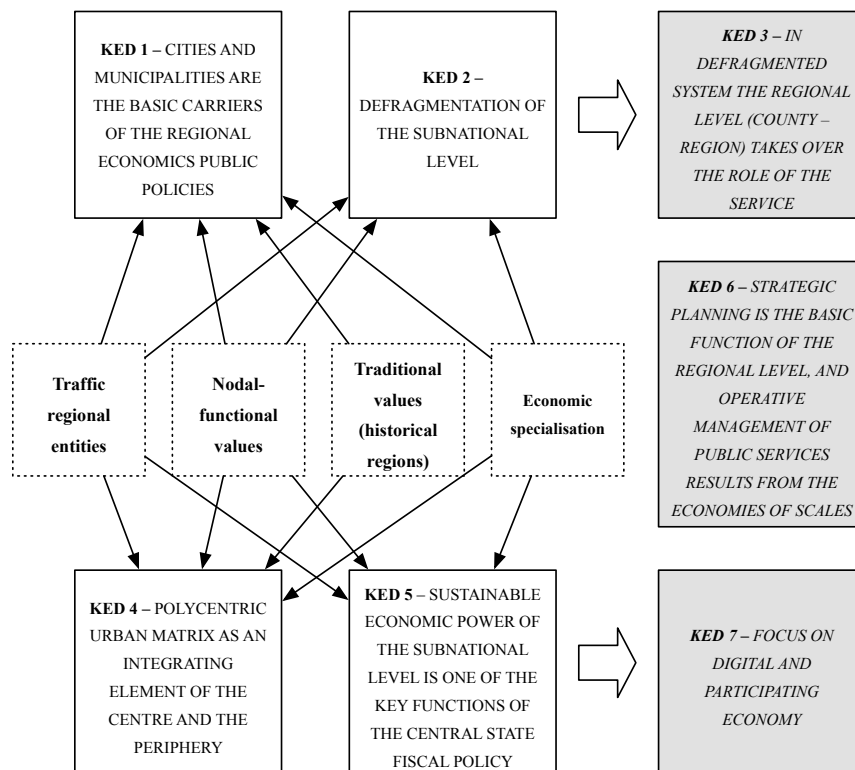 KED 1 – CITIES AND
MUNICIPALITIES ARE
THE BASIC CARRIERS
OF THE REGIONAL
ECONOMICS PUBLIC
POLICIES
KED 2 –
DEFRAGMENTATION OF
THE SUBNATIONAL
LEVEL
KED 3 – IN
DEFRAGMENTED
SYSTEM THE REGIONAL
LEVEL (COUNTY –
REGION) TAKES OVER
THE ROLE OF THE
SERVICE
KED 6 – STRATEGIC
PLANNING IS THE BASIC
FUNCTION OF THE
REGIONAL LEVEL, AND
OPERATIVE
MANAGEMENT OF
PUBLIC SERVICES
RESULTS FROM THE
ECONOMIES OF SCALES
Traffic
regional
entities
Nodal-
functional
values
Traditional
values
(historical
regions)
Economic
specialisation
KED 4 – POLYCENTRIC
URBAN MATRIX AS AN
INTEGRATING
ELEMENT OF THE
CENTRE AND THE
PERIPHERY
KED 5 – SUSTAINABLE
ECONOMIC POWER OF
THE SUBNATIONAL
LEVEL IS ONE OF THE
KEY FUNCTIONS OF
THE CENTRAL STATE
FISCAL POLICY
KED 7 – FOCUS ON
DIGITAL AND
PARTICIPATING
ECONOMY